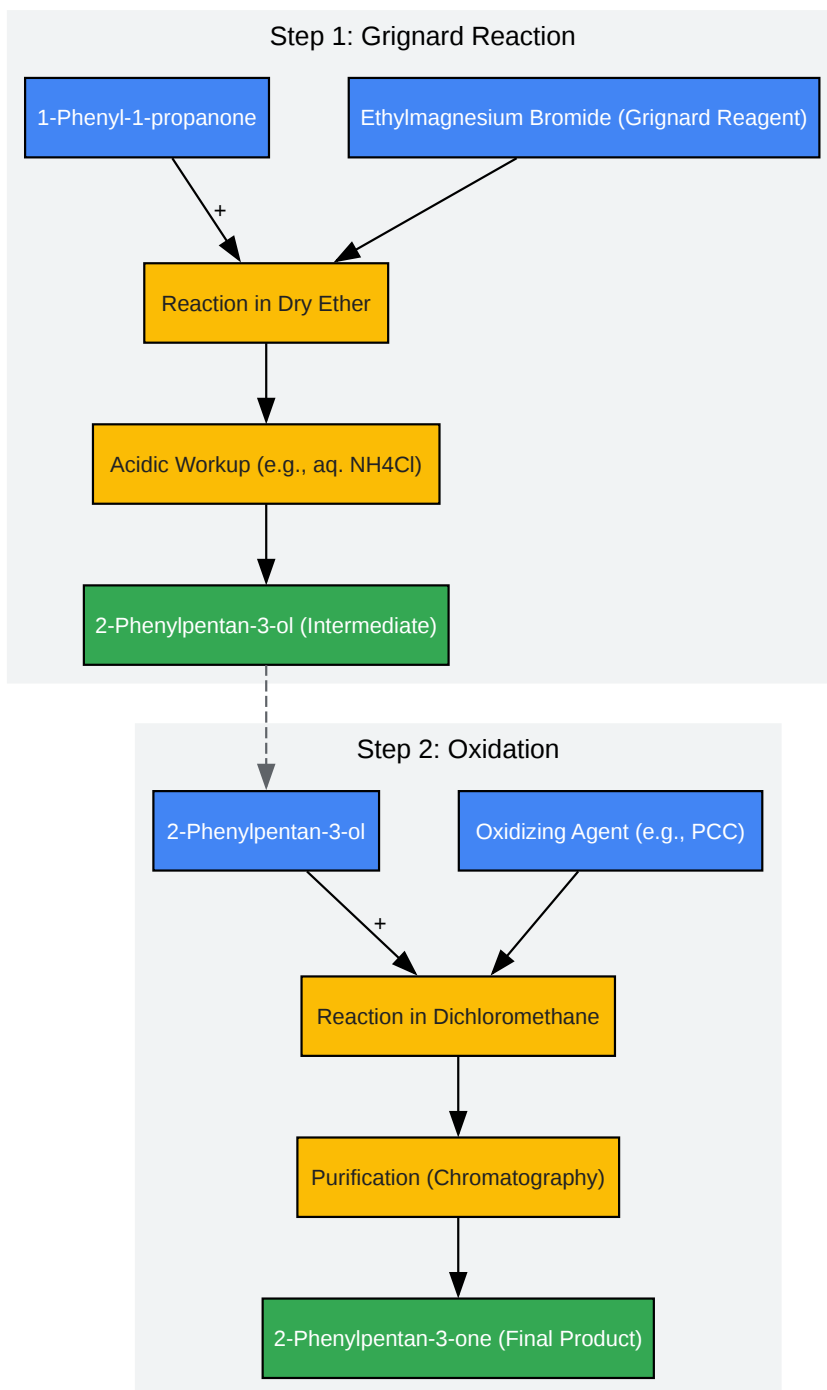 Step 1: Grignard Reaction
1-Phenyl-1-propanone
Ethylmagnesium Bromide (Grignard Reagent)
+
Reaction in Dry Ether
Acidic Workup (e.g., aq. NH4Cl)
2-Phenylpentan-3-ol (Intermediate)
Step 2: Oxidation
2-Phenylpentan-3-ol
Oxidizing Agent (e.g., PCC)
+
Reaction in Dichloromethane
Purification (Chromatography)
2-Phenylpentan-3-one (Final Product)